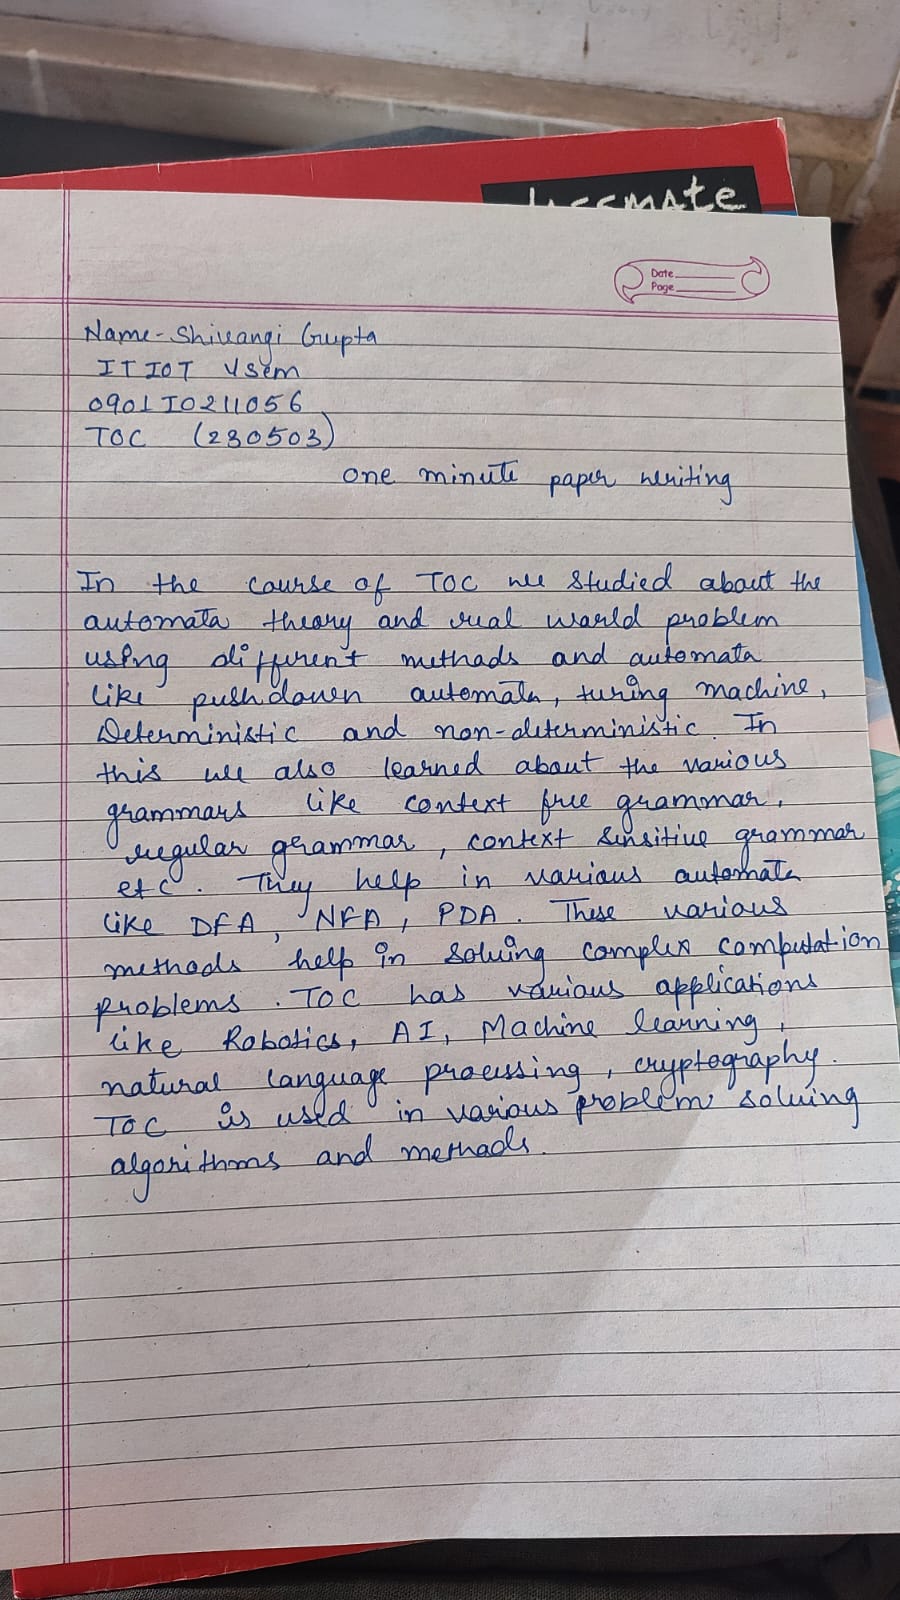 classmate
Date
Page
Name- Shivangi Gupta
IT IOT V sem
0901IO211056
TOC (230503)
one minute paper writing
In the course of TOC we studied about the
automata theory and real world problem
using different methods and automata
like pushdown automata, turing machine,
Deterministic and non-deterministic. In
this we also learned about the various
grammars like context free grammar,
regular grammar, context sensitive grammar
etc. They help in various automata
like DFA, NFA, PDA. These various
methods help in solving complex computation
problems. TOC has various applications
like Robotics, AI, Machine learning,
natural language processing, cryptography.
TOC is used in various problem solving
algorithms and methods.